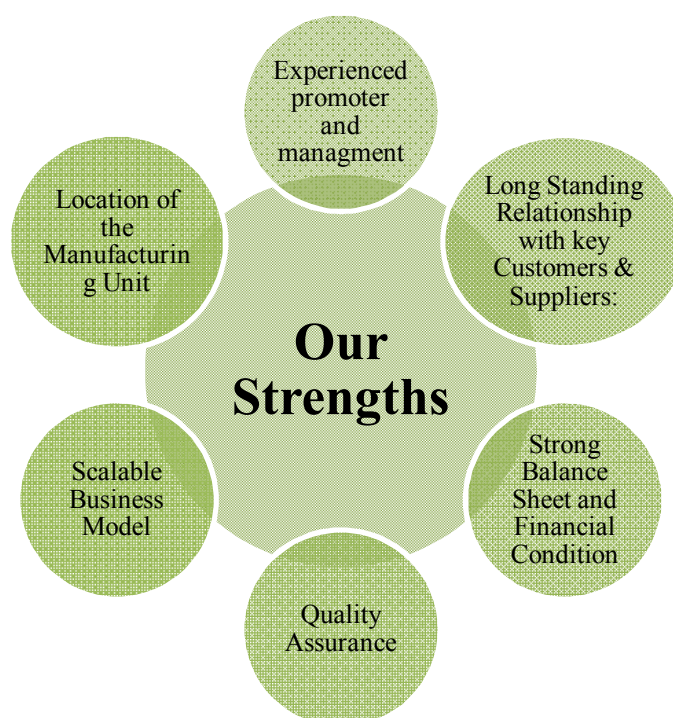 Experienced
promoter
and
managment
Long Standing
Relationship
with key
Customers &
Suppliers:
Strong
Balance
Sheet and
Financial
Condition
Quality
Assurance
Scalable
Business
Model
Location of
the
Manufacturin
g Unit
Our
Strengths